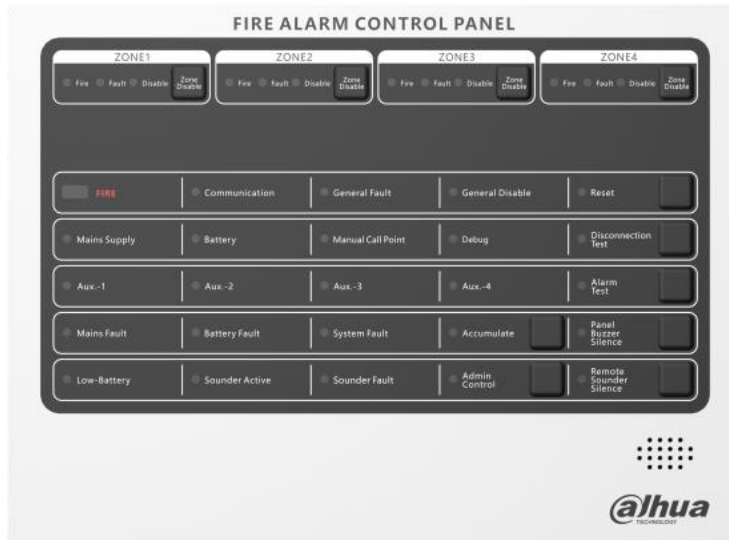 FIRE ALARM CONTROL PANEL
ZONE1 ZONE2 ZONE3 ZONE4
Fire Fault Disable Zone Disable Fire Fault Disable Zone Disable Fire Fault Disable Zone Disable Fire Fault Disable Zone Disable
FIRE Communication General Fault General Disable Reset
Mains Supply Battery Manual Call Point Debug Disconnection Test
Aux.-1 Aux.-2 Aux.-3 Aux.-4 Alarm Test
Mains Fault Battery Fault System Fault Accumulate Panel Buzzer Silence
Low-Battery Sounder Active Sounder Fault Admin Control Remote Sounder Silence
alhua
TECHNOLOGY